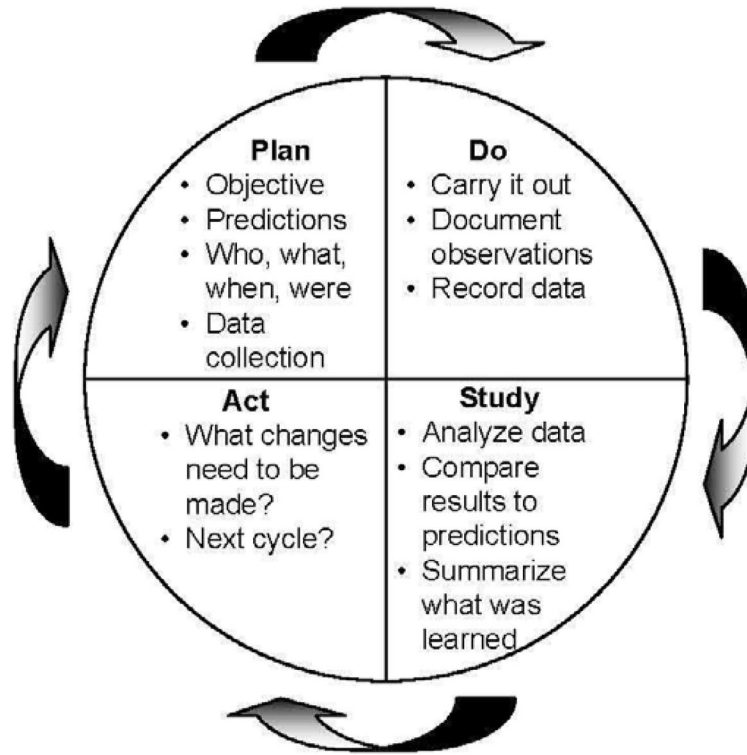 Plan
• Objective
• Predictions
• Who, what,
when, were
• Data
collection
Do
• Carry it out
• Document
observations
• Record data
Act
• What changes
need to be
made?
• Next cycle?
Study
• Analyze data
• Compare
results to
predictions
• Summarize
what was
learned